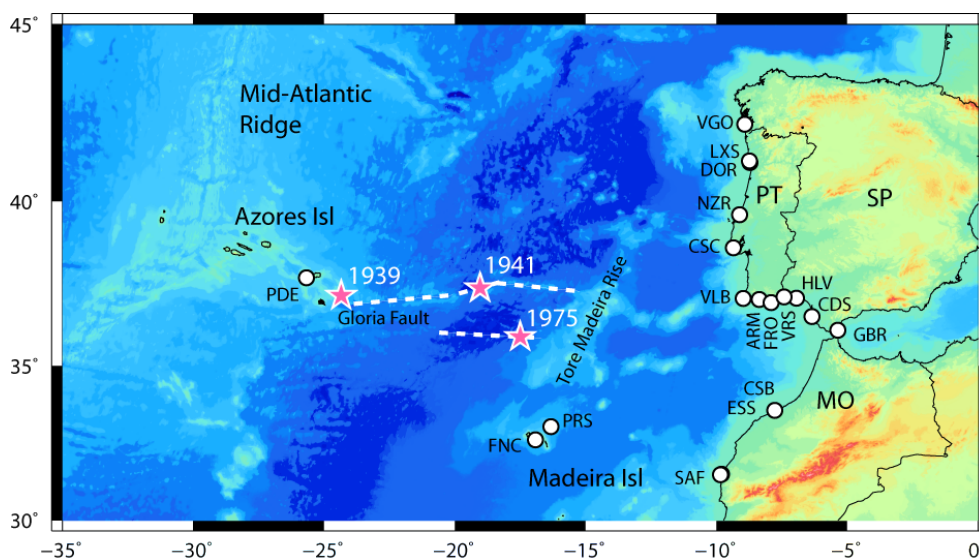 45°
40°
35°
30°
−35°
−30°
−25°
−20°
−15°
−10°
−5°
0
Mid-Atlantic
Ridge
Azores Isl
PDE
1939
1941
Gloria Fault
1975
Tore Madeira Rise
PRS
FNC
Madeira Isl
VGO
LXS
DOR
PT
SP
NZR
CSC
VLB
ARM
FRO
VRS
HLV
CDS
GBR
CSB
ESS
MO
SAF